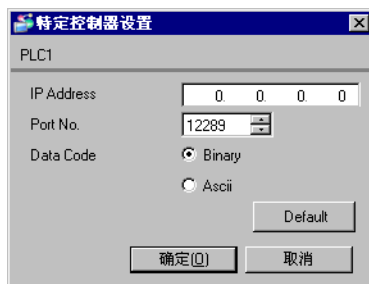 特定控制器设置
PLC1
IP Address 0. 0. 0. 0
Port No. 12289
Data Code Binary
Ascii
Default
确定(O) 取消